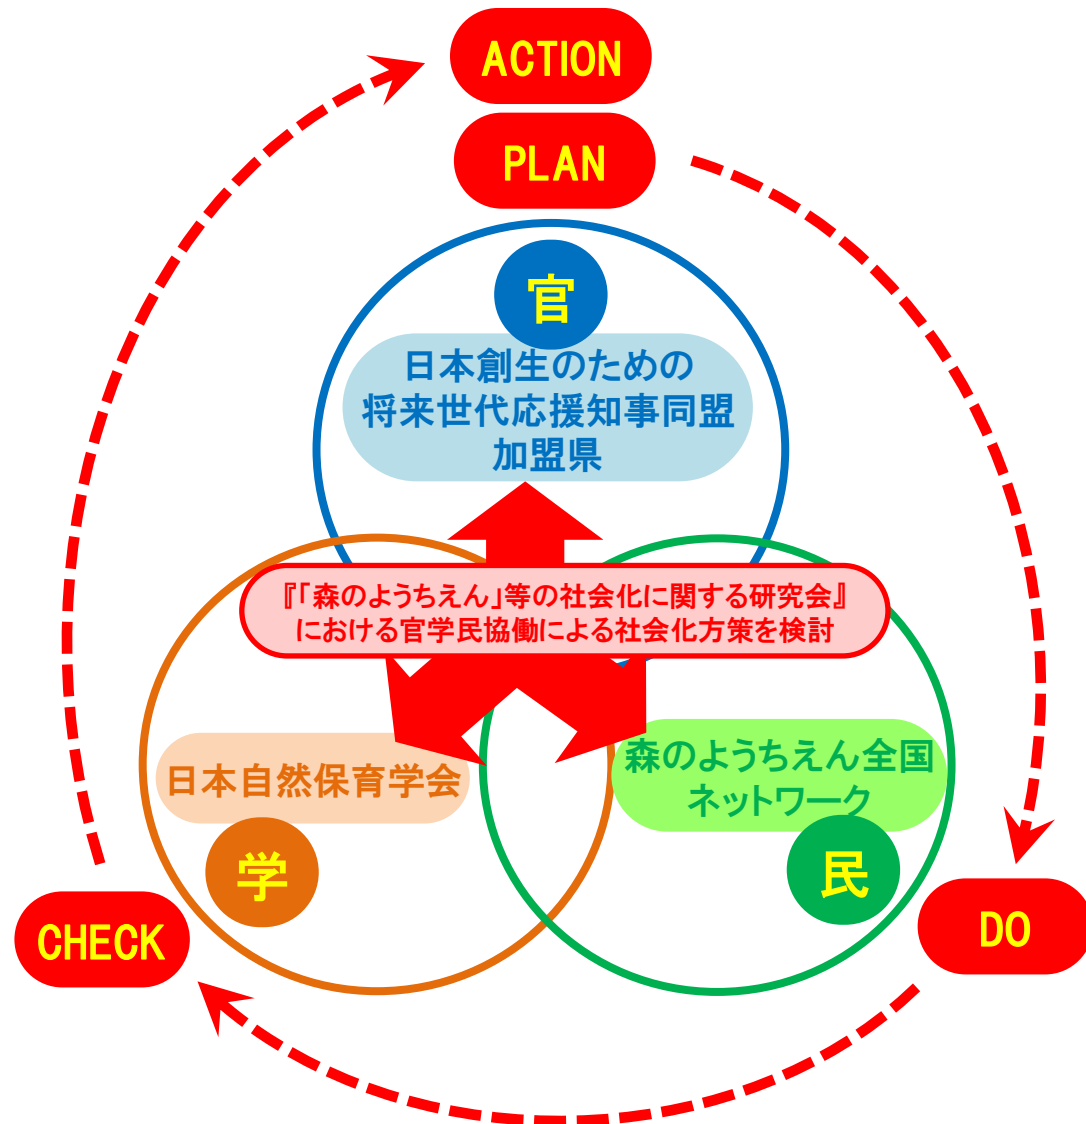 ACTION
PLAN
官
日本創生のための
将来世代応援知事同盟
加盟県
『「森のようちえん」等の社会化に関する研究会』
における官学民協働による社会化方策を検討
日本自然保育学会
学
森のようちえん全国
ネットワーク
民
CHECK
DO